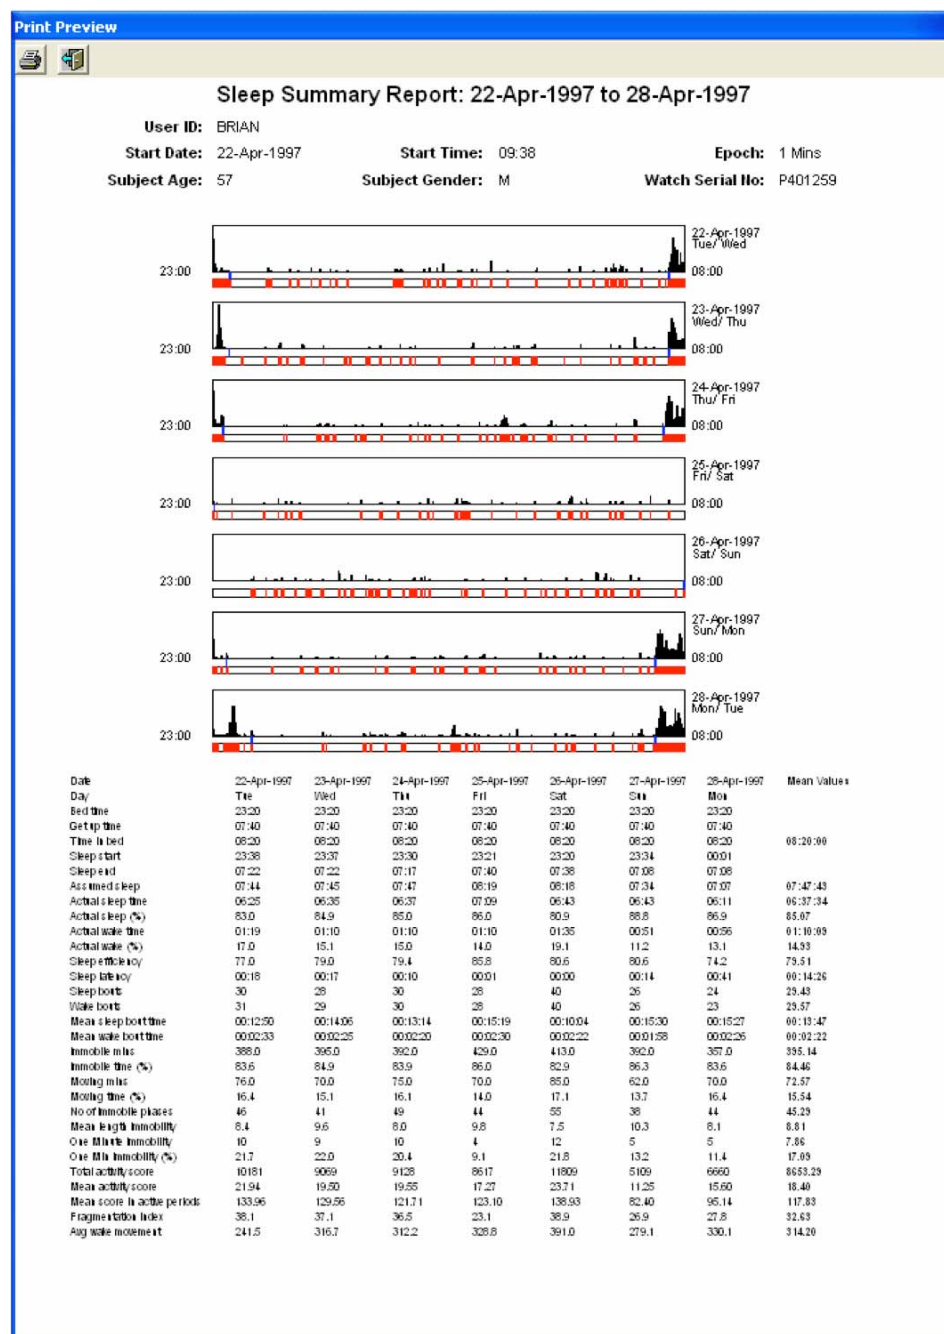 Print Preview
Sleep Summary Report: 22-Apr-1997 to 28-Apr-1997
User ID: BRIAN
Start Date: 22-Apr-1997 Start Time: 09:38 Epoch: 1 Mins
Subject Age: 57 Subject Gender: M Watch Serial No: P401259
22-Apr-1997
Tue/ Wed
23:00 08:00
23-Apr-1997
Wed/ Thu
23:00 08:00
24-Apr-1997
Thu/ Fri
23:00 08:00
25-Apr-1997
Fri/ Sat
23:00 08:00
26-Apr-1997
Sat/ Sun
23:00 08:00
27-Apr-1997
Sun/ Mon
23:00 08:00
28-Apr-1997
Mon/ Tue
23:00 08:00
Date 22-Apr-1997 23-Apr-1997 24-Apr-1997 25-Apr-1997 26-Apr-1997 27-Apr-1997 28-Apr-1997 Mean Values
Day Tue Wed Thu Fri Sat Sun Mon
Bed time 23:20 23:20 23:20 23:20 23:20 23:20 23:20
Get up time 07:40 07:40 07:40 07:40 07:40 07:40 07:40
Time in bed 08:20 08:20 08:20 08:20 08:20 08:20 08:20 08:20:00
Sleep start 23:38 23:37 23:30 23:21 23:20 23:34 00:01
Sleep end 07:22 07:22 07:17 07:40 07:38 07:08 07:08
Assumed sleep 07:44 07:45 07:47 08:19 08:18 07:34 07:07 07:47:43
Actual sleep time 06:25 06:35 06:37 07:09 06:43 06:43 06:11 06:37:34
Actual sleep (%) 83.0 84.9 85.0 86.0 80.9 88.8 86.9 85.07
Actual wake time 01:19 01:10 01:10 01:10 01:35 00:51 00:56 01:10:09
Actual wake (%) 17.0 15.1 15.0 14.0 19.1 11.2 13.1 14.93
Sleep efficiency 77.0 79.0 79.4 85.8 80.6 80.6 74.2 79.51
Sleep latency 00:18 00:17 00:10 00:01 00:00 00:14 00:41 00:14:26
Sleep bouts 30 28 30 28 40 26 24 29.43
Wake bouts 31 29 30 28 40 26 23 29.57
Mean sleep bout time 00:12:50 00:14:06 00:13:14 00:15:19 00:10:04 00:15:30 00:15:27 00:13:47
Mean wake bout time 00:02:33 00:02:25 00:02:20 00:02:30 00:02:22 00:01:58 00:02:26 00:02:22
Immobile mins 388.0 395.0 392.0 429.0 413.0 392.0 357.0 395.14
Immobile time (%) 83.6 84.9 83.9 86.0 82.9 86.3 83.6 84.46
Moving mins 76.0 70.0 75.0 70.0 85.0 62.0 70.0 72.57
Moving time (%) 16.4 15.1 16.1 14.0 17.1 13.7 16.4 15.54
No of immobile phases 46 41 49 44 55 38 44 45.29
Mean length immobility 8.4 9.6 8.0 9.8 7.5 10.3 8.1 8.81
One Minute immobility 10 9 10 4 12 5 5 7.86
One Min immobility (%) 21.7 22.0 20.4 9.1 21.8 13.2 11.4 17.09
Total activity score 10181 9069 9128 8617 11809 5109 6660 8653.29
Mean activity score 21.94 19.50 19.55 17.27 23.71 11.25 15.60 18.40
Mean score in active periods 133.96 129.56 121.71 123.10 138.93 82.40 95.14 117.83
Fragmentation Index 38.1 37.1 36.5 23.1 38.9 26.9 27.8 32.63
Avg wake movement 241.5 316.7 312.2 328.8 391.0 279.1 330.1 314.20